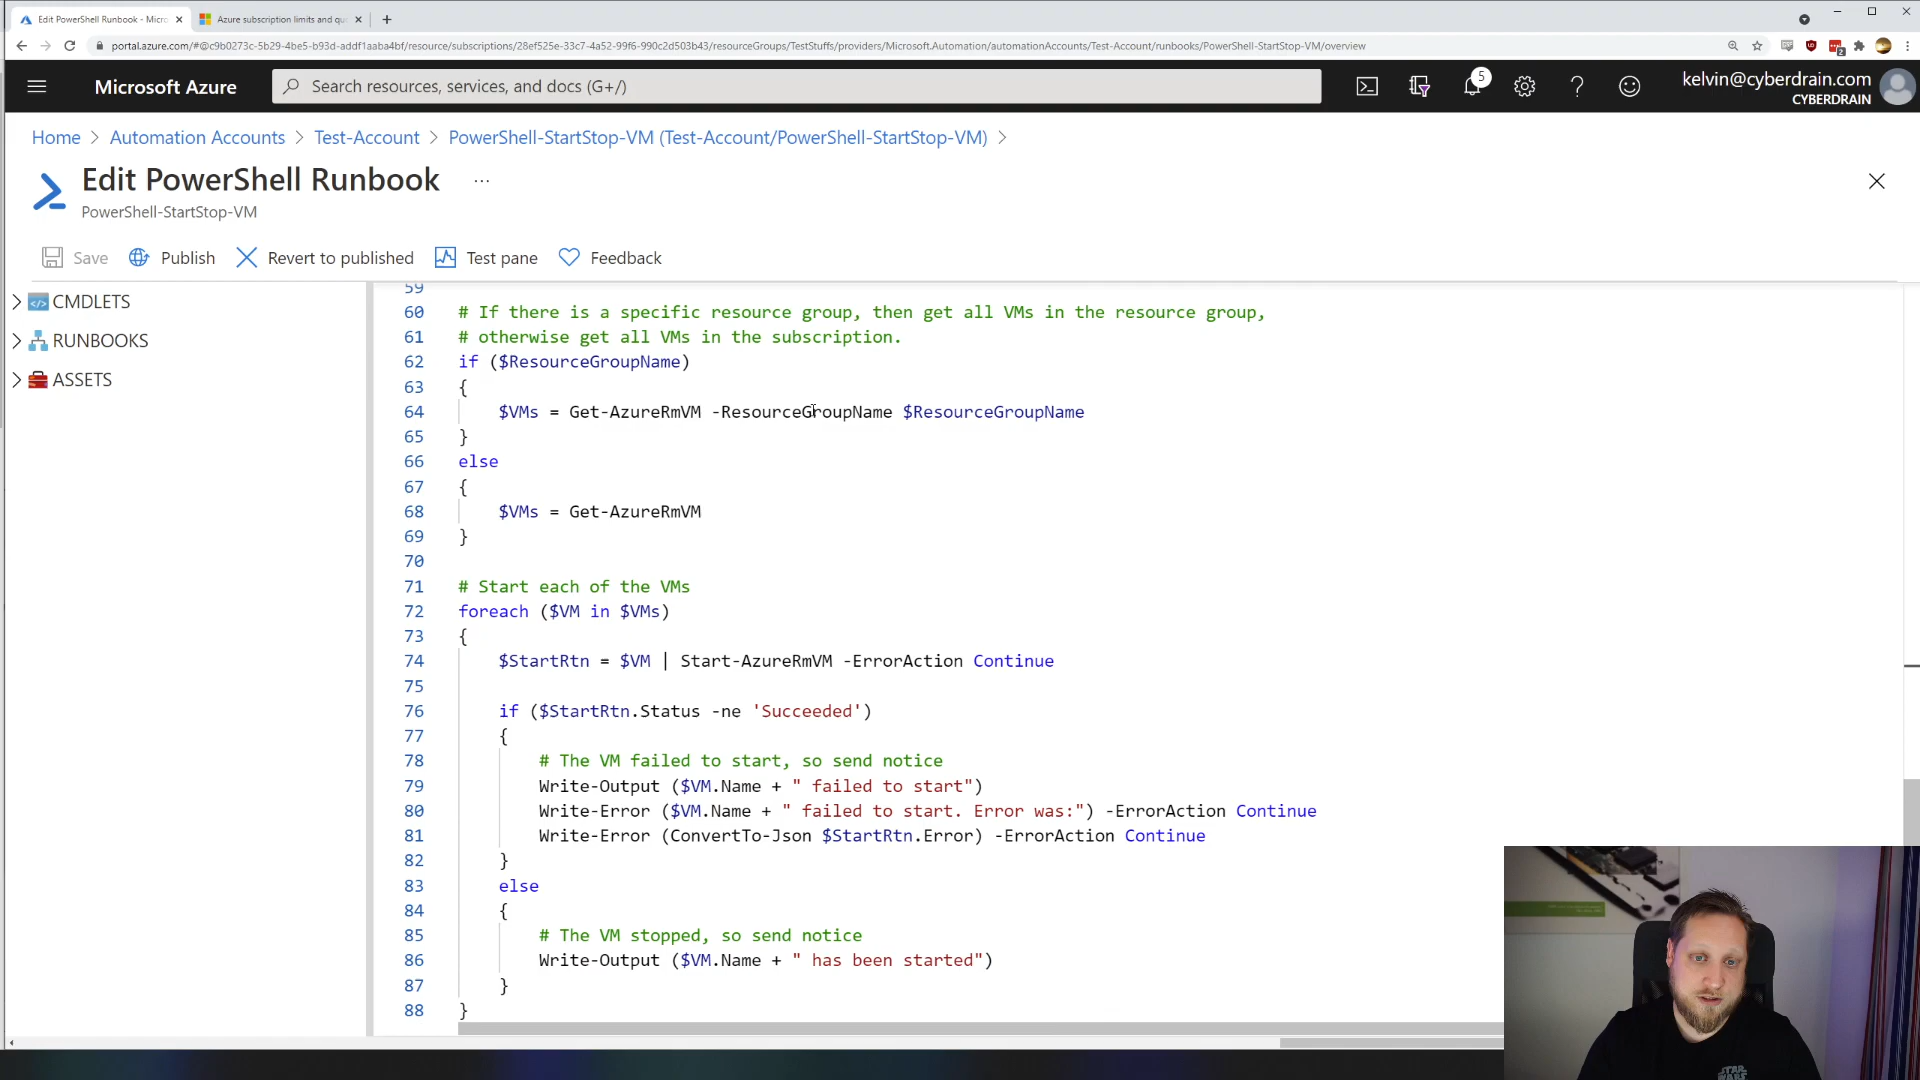 Edit PowerShell Runbook - Micro
Azure subscription limits and qu
portal.azure.com/#@c9b0273c-5b29-4be5-b93d-addf1aaba4bf/resource/subscriptions/28ef525e-33c7-4a52-99f6-990c2d503b43/resourceGroups/TestStuffs/providers/Microsoft.Automation/automationAccounts/Test-Account/runbooks/PowerShell-StartStop-VM/overview
Microsoft Azure
Search resources, services, and docs (G+/)
5
kelvin@cyberdrain.com
CYBERDRAIN
Home > Automation Accounts > Test-Account > PowerShell-StartStop-VM (Test-Account/PowerShell-StartStop-VM) >
Edit PowerShell Runbook ...
PowerShell-StartStop-VM
Save Publish Revert to published Test pane Feedback
CMDLETS
RUNBOOKS
ASSETS
59
60 # If there is a specific resource group, then get all VMs in the resource group,
61 # otherwise get all VMs in the subscription.
62 if ($ResourceGroupName)
63 {
64 $VMs = Get-AzureRmVM -ResourceGroupName $ResourceGroupName
65 }
66 else
67 {
68 $VMs = Get-AzureRmVM
69 }
70
71 # Start each of the VMs
72 foreach ($VM in $VMs)
73 {
74 $StartRtn = $VM | Start-AzureRmVM -ErrorAction Continue
75
76 if ($StartRtn.Status -ne 'Succeeded')
77 {
78 # The VM failed to start, so send notice
79 Write-Output ($VM.Name + " failed to start")
80 Write-Error ($VM.Name + " failed to start. Error was:") -ErrorAction Continue
81 Write-Error (ConvertTo-Json $StartRtn.Error) -ErrorAction Continue
82 }
83 else
84 {
85 # The VM stopped, so send notice
86 Write-Output ($VM.Name + " has been started")
87 }
88 }
STAR